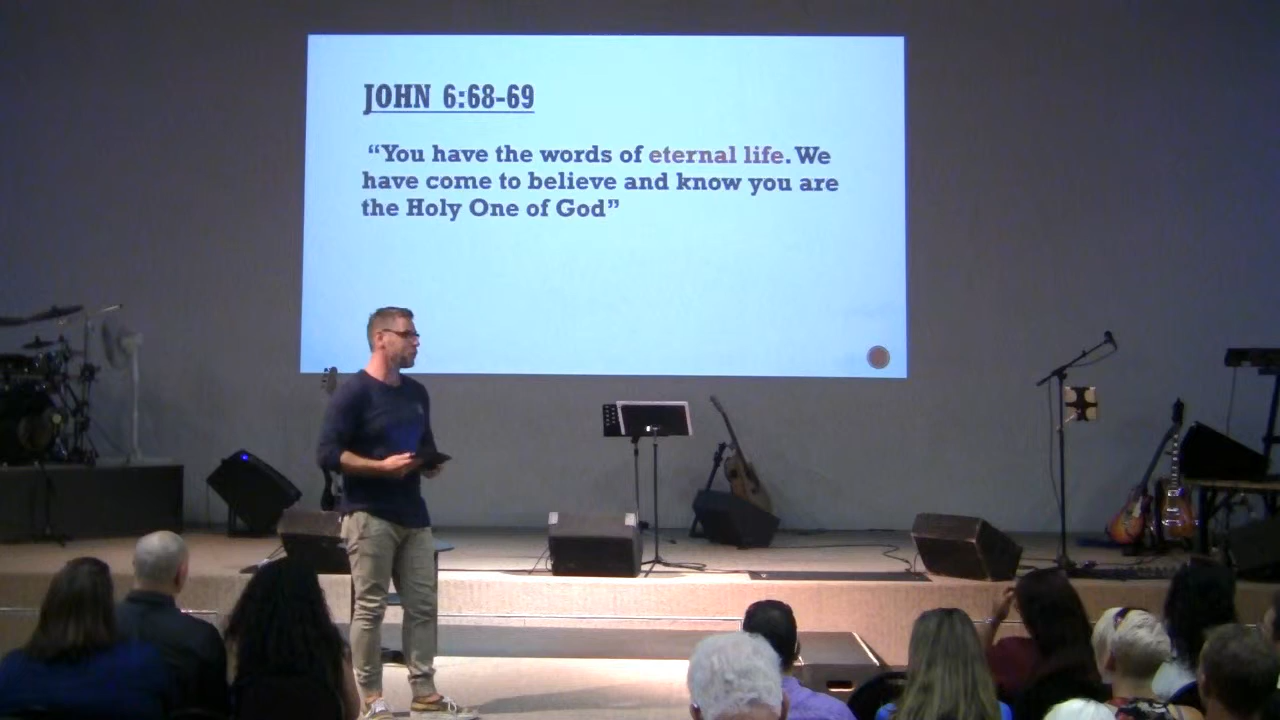 JOHN 6:68-69
“You have the words of eternal life. We
have come to believe and know you are
the Holy One of God”